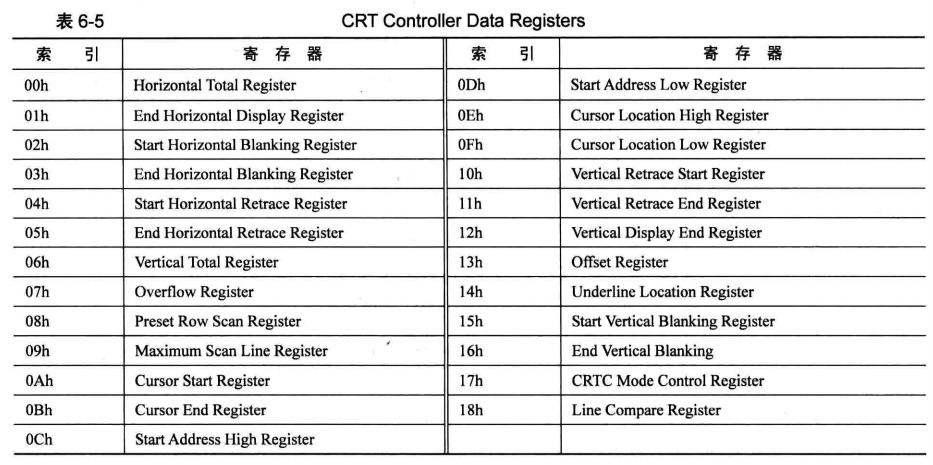 表 6-5 CRT Controller Data Registers
索 引 寄 存 器 索 引 寄 存 器
00h Horizontal Total Register 0Dh Start Address Low Register
01h End Horizontal Display Register 0Eh Cursor Location High Register
02h Start Horizontal Blanking Register 0Fh Cursor Location Low Register
03h End Horizontal Blanking Register 10h Vertical Retrace Start Register
04h Start Horizontal Retrace Register 11h Vertical Retrace End Register
05h End Horizontal Retrace Register 12h Vertical Display End Register
06h Vertical Total Register 13h Offset Register
07h Overflow Register 14h Underline Location Register
08h Preset Row Scan Register 15h Start Vertical Blanking Register
09h Maximum Scan Line Register 16h End Vertical Blanking
0Ah Cursor Start Register 17h CRTC Mode Control Register
0Bh Cursor End Register 18h Line Compare Register
0Ch Start Address High Register